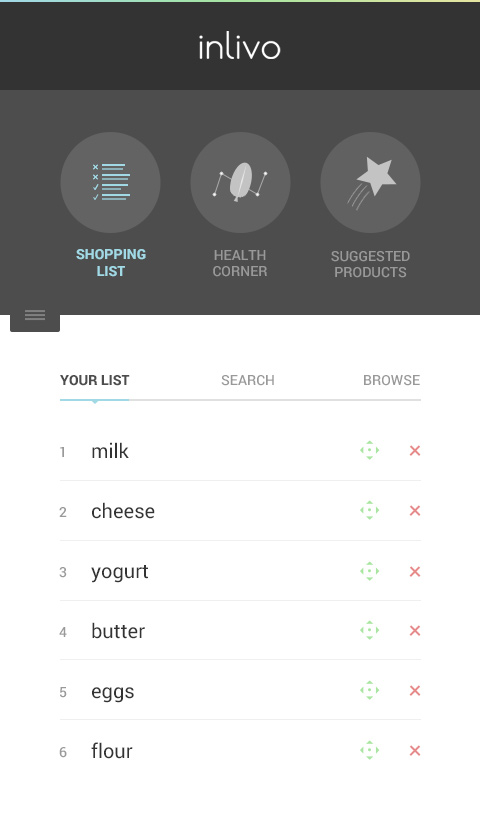 inlivo
SHOPPING
LIST
HEALTH
CORNER
SUGGESTED
PRODUCTS
YOUR LIST
SEARCH
BROWSE
1 milk
2 cheese
3 yogurt
4 butter
5 eggs
6 flour